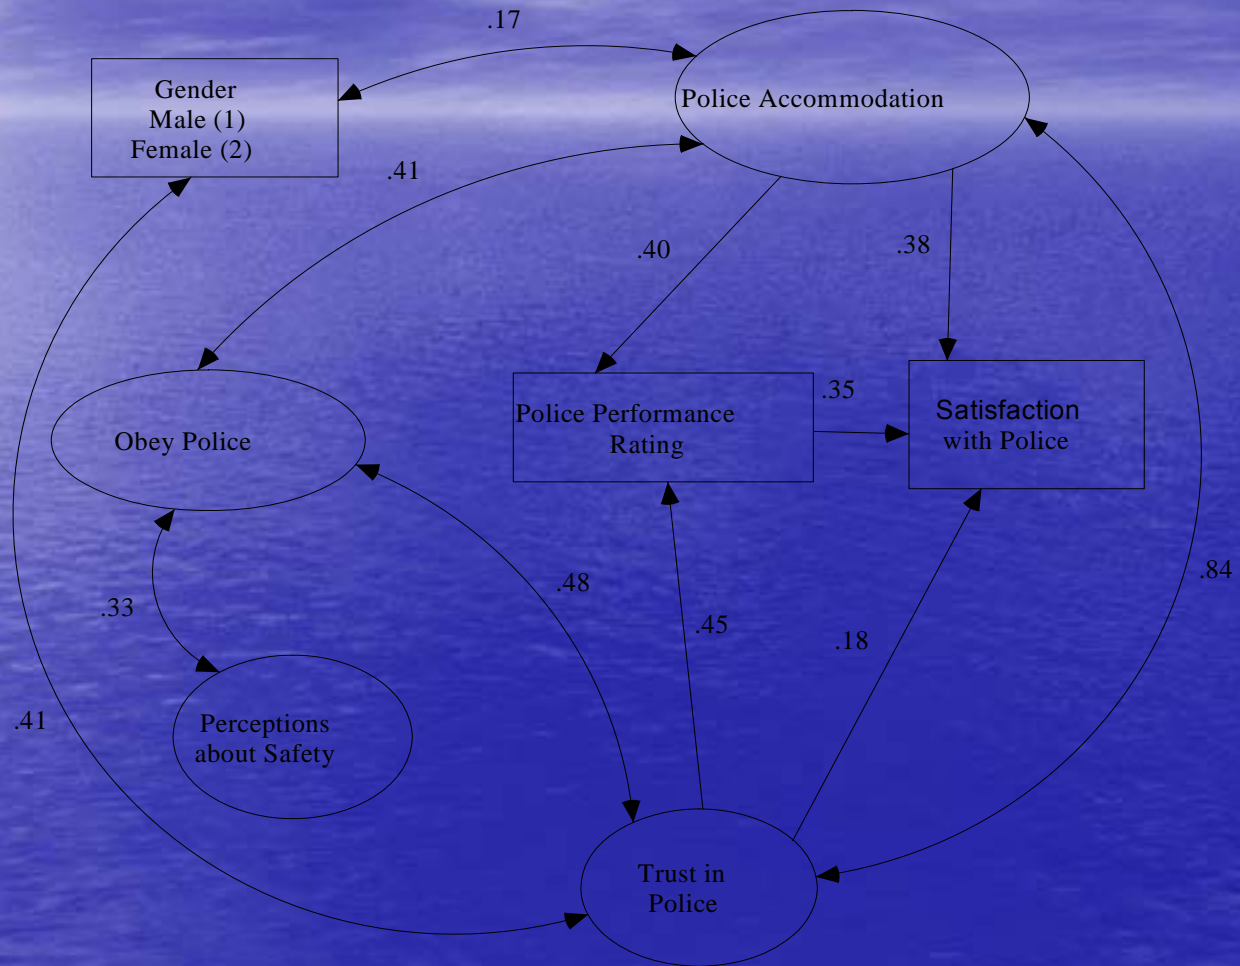 .17
Gender
Male (1)
Female (2)
Police Accommodation
.41
.40
.38
Obey Police
Police Performance
Rating
.35
Satisfaction
with Police
.33
.48
.45
.18
.84
.41
Perceptions
about Safety
Trust in
Police